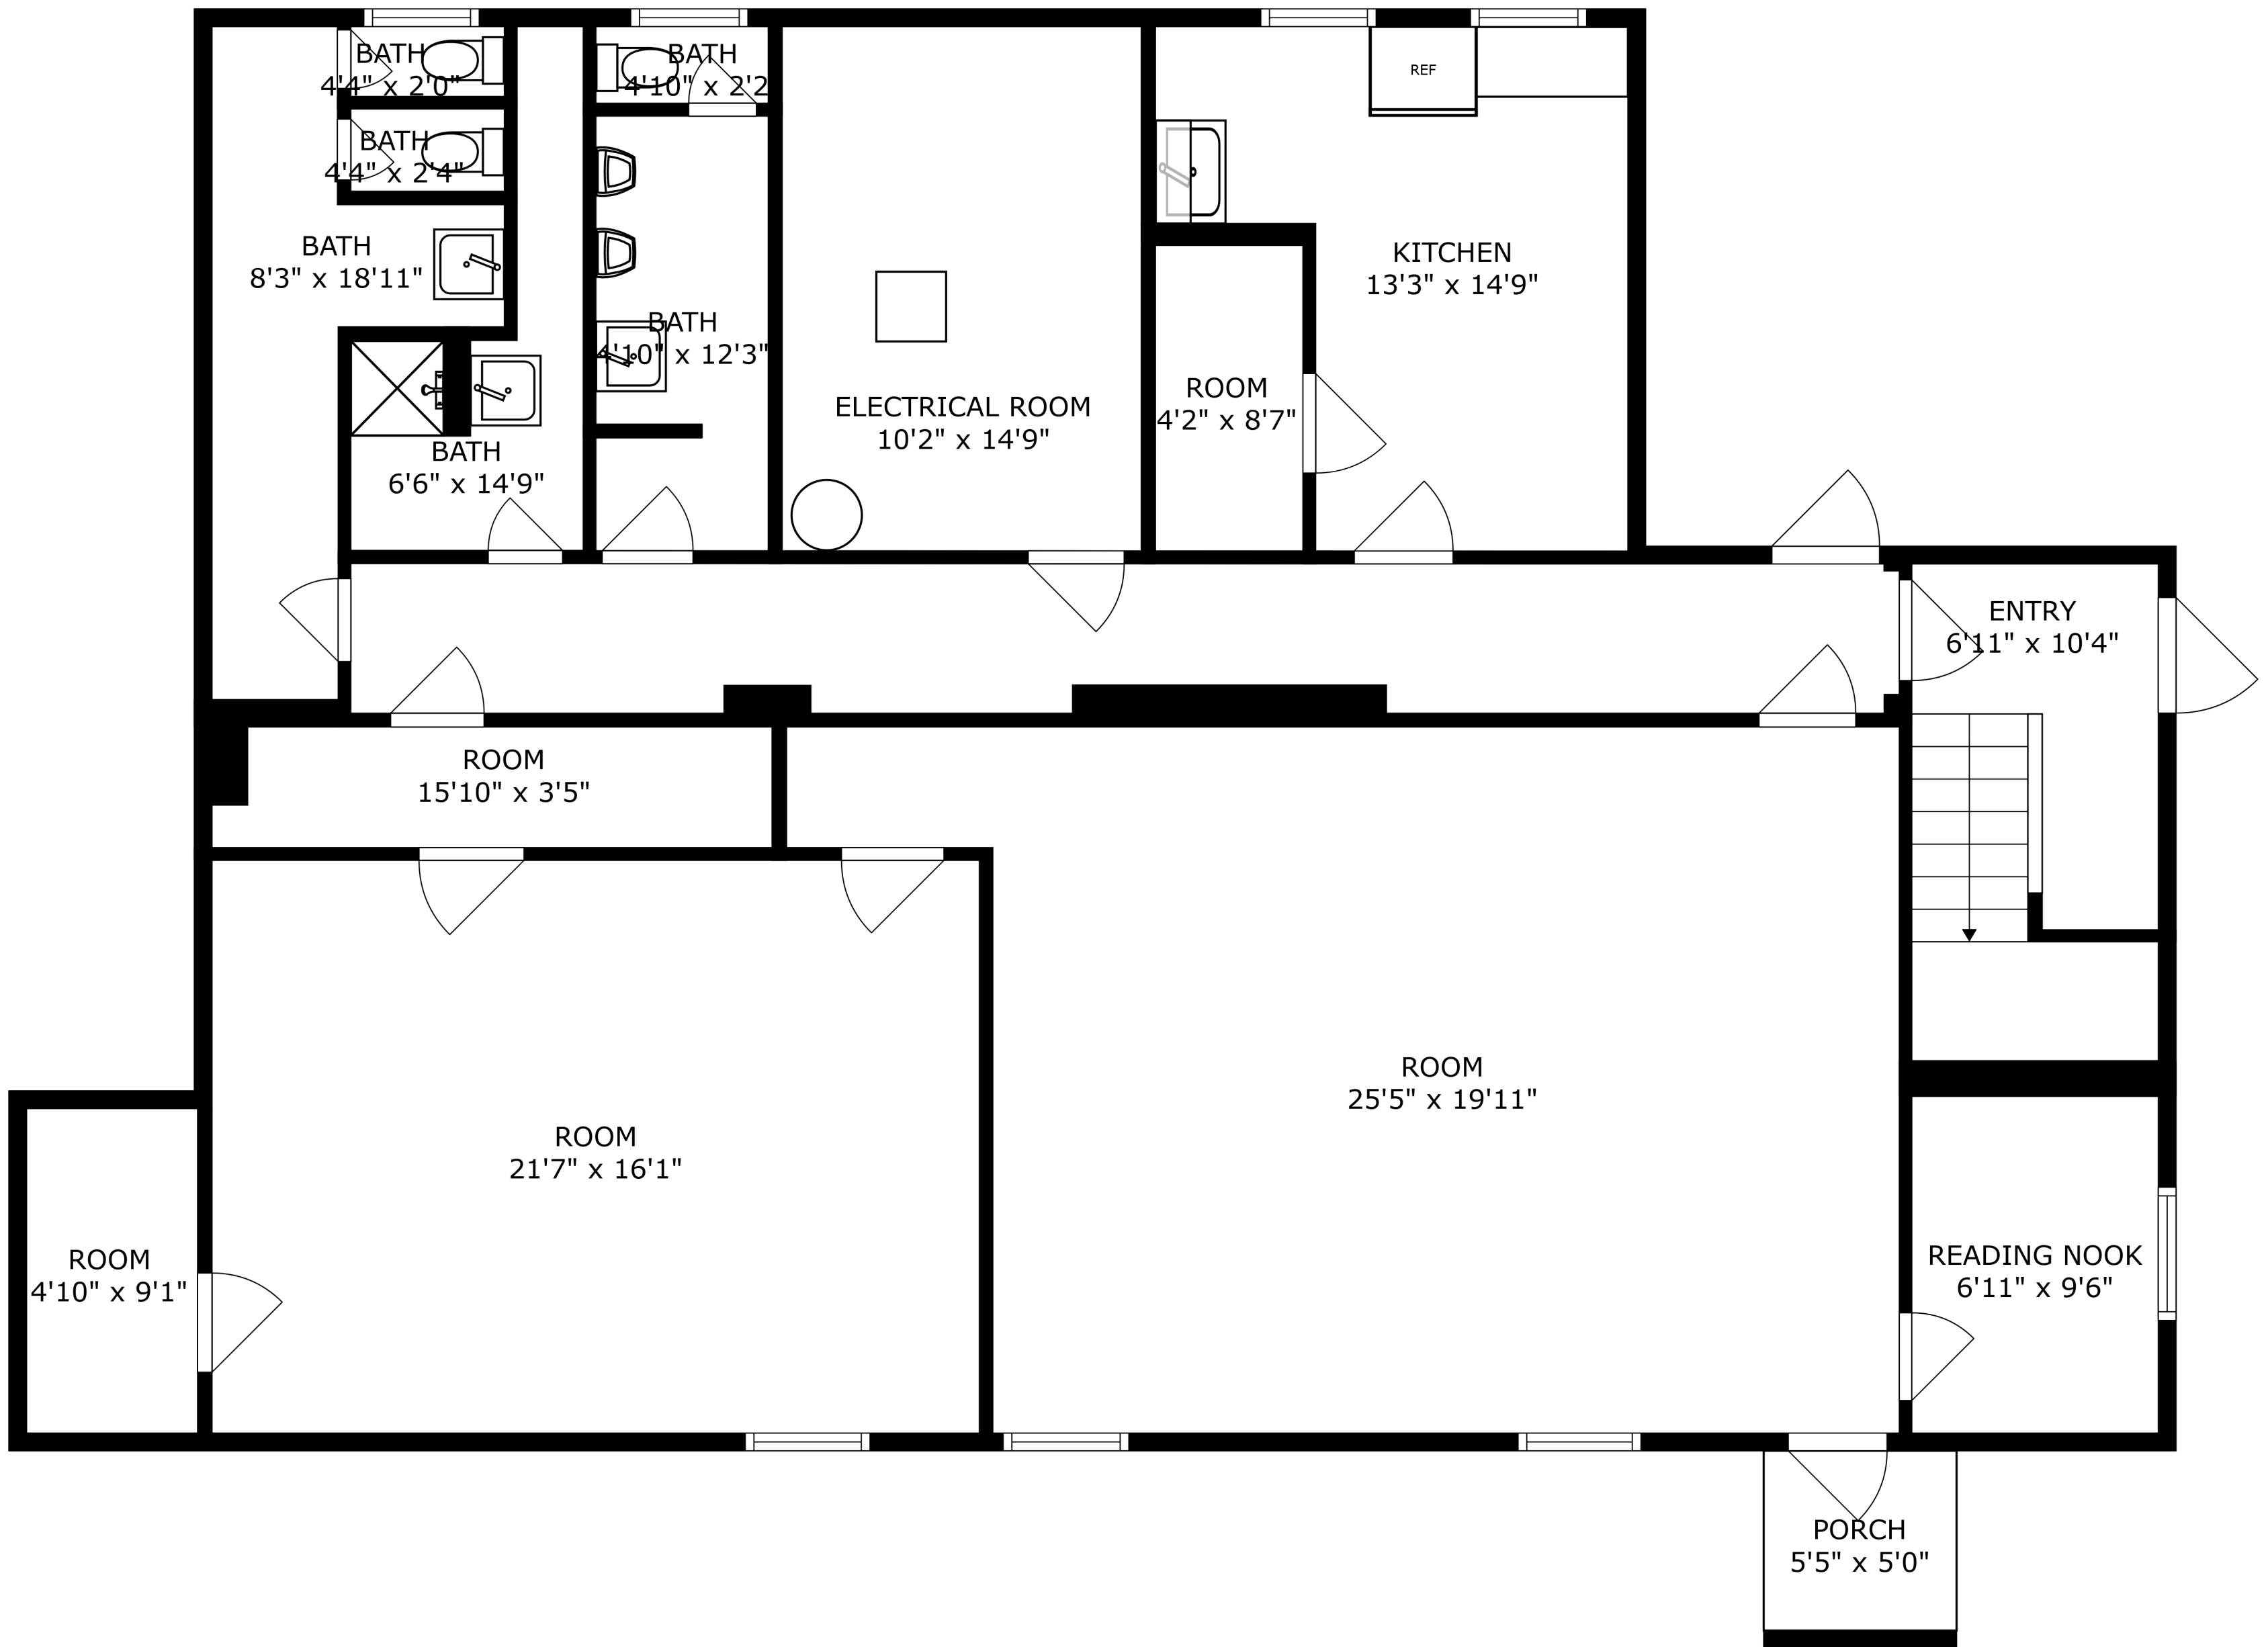 BATH
4'4" x 2'0"
BATH
4'10" x 2'2
REF
BATH
4'4" x 2'4"
BATH
8'3" x 18'11"
KITCHEN
13'3" x 14'9"
BATH
4'10" x 12'3"
ROOM
4'2" x 8'7"
ELECTRICAL ROOM
10'2" x 14'9"
BATH
6'6" x 14'9"
ENTRY
6'11" x 10'4"
ROOM
15'10" x 3'5"
ROOM
25'5" x 19'11"
ROOM
21'7" x 16'1"
ROOM
4'10" x 9'1"
READING NOOK
6'11" x 9'6"
PORCH
5'5" x 5'0"